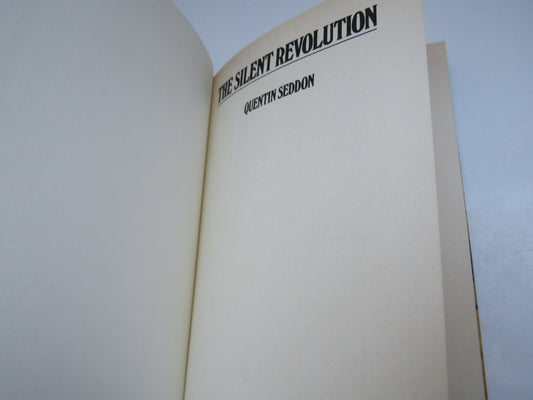 THE SILENT REVOLUTION
QUENTIN SEDDON